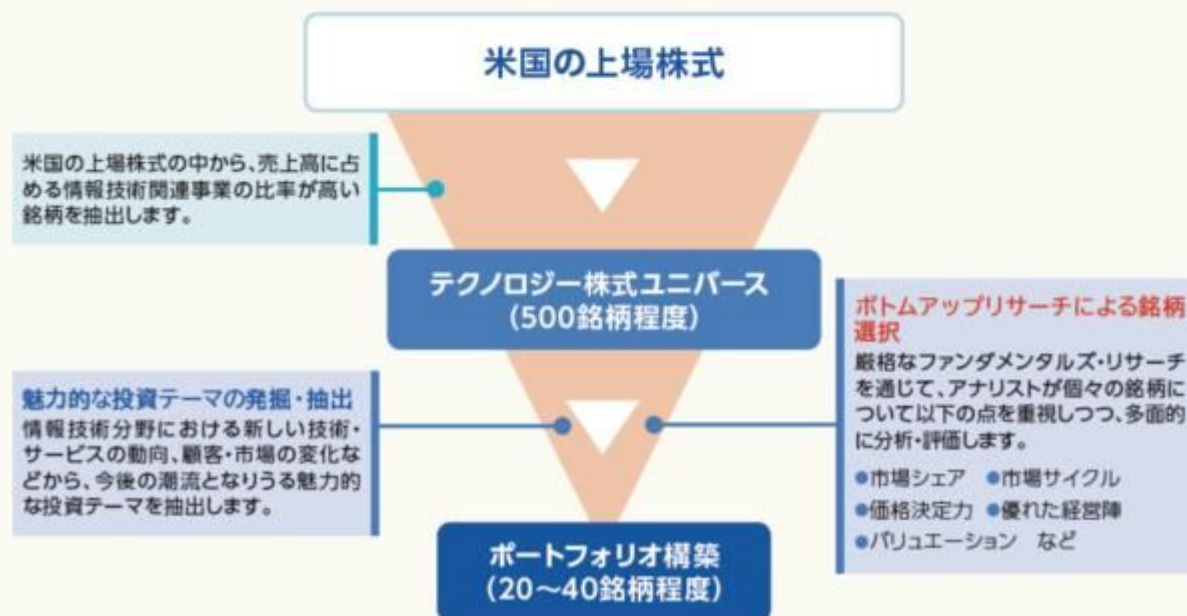 米国の上場株式
米国の上場株式の中から、売上高に占
める情報技術関連事業の比率が高い
銘柄を抽出します。
テクノロジー株式ユニバース
(500銘柄程度)
魅力的な投資テーマの発掘・抽出
情報技術分野における新しい技術・
サービスの動向、顧客・市場の変化な
どから、今後の潮流となりうる魅力的
な投資テーマを抽出します。
ボトムアップリサーチによる銘柄
選択
厳格なファンダメンタルズ・リサーチ
を通じて、アナリストが個々の銘柄に
ついて以下の点を重視しつつ、多面的
に分析・評価します。
●市場シェア ●市場サイクル
●価格決定力 ●優れた経営陣
●バリュエーション など
ポートフォリオ構築
(20～40銘柄程度)